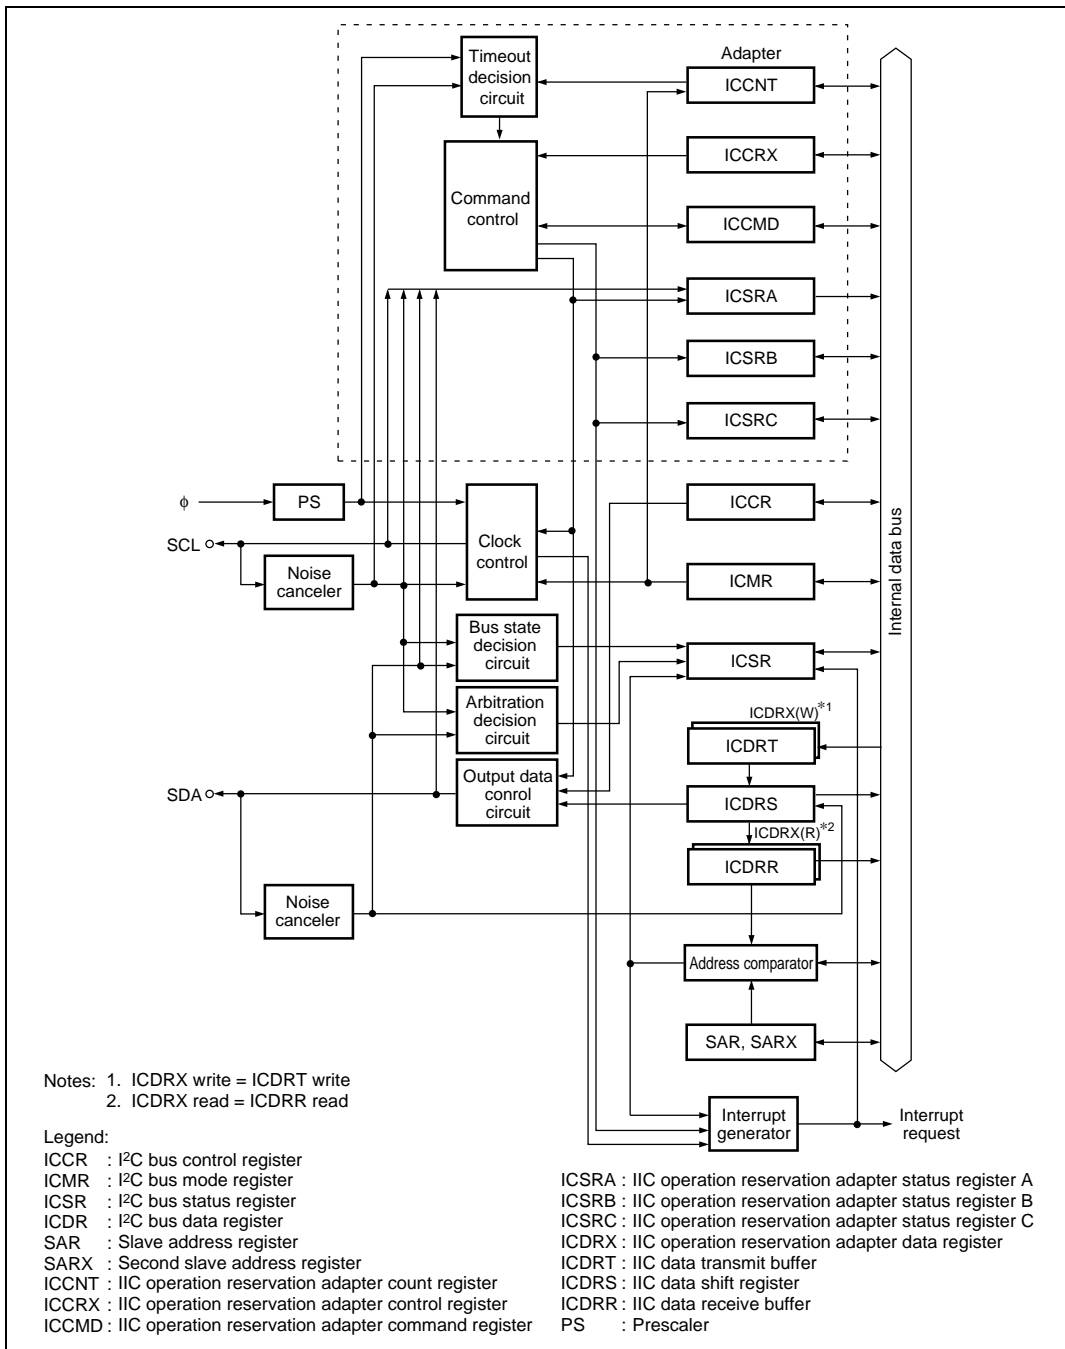 Timeout
decision
circuit
Adapter
ICCNT
ICCRX
Command
control
ICCMD
ICSRA
ICSRB
ICSRC
ϕ
PS
ICCR
SCL
Clock
control
Noise
canceler
ICMR
Internal data bus
Bus state
decision
circuit
ICSR
Arbitration
decision
circuit
ICDRX(W)*1
ICDRT
SDA
Output data
conrol
circuit
ICDRS
ICDRX(R)*2
ICDRR
Noise
canceler
Address comparator
SAR, SARX
Interrupt
generator
Interrupt
request
Notes: 1. ICDRX write = ICDRT write
2. ICDRX read = ICDRR read
Legend:
ICCR : I2C bus control register
ICMR : I2C bus mode register
ICSR : I2C bus status register
ICDR : I2C bus data register
SAR : Slave address register
SARX : Second slave address register
ICCNT : IIC operation reservation adapter count register
ICCRX : IIC operation reservation adapter control register
ICCMD : IIC operation reservation adapter command register
ICSRA : IIC operation reservation adapter status register A
ICSRB : IIC operation reservation adapter status register B
ICSRC : IIC operation reservation adapter status register C
ICDRX : IIC operation reservation adapter data register
ICDRT : IIC data transmit buffer
ICDRS : IIC data shift register
ICDRR : IIC data receive buffer
PS : Prescaler